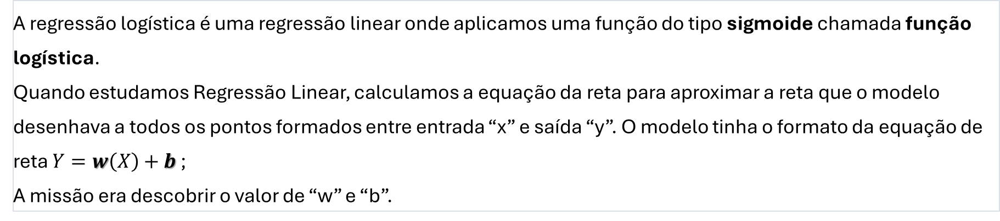 A regressão logística é uma regressão linear onde aplicamos uma função do tipo sigmoide chamada função
logística.
Quando estudamos Regressão Linear, calculamos a equação da reta para aproximar a reta que o modelo
desenhava a todos os pontos formados entre entrada “x” e saída “y”. O modelo tinha o formato da equação de
reta Y = w(X) + b ;
A missão era descobrir o valor de “w” e “b”.